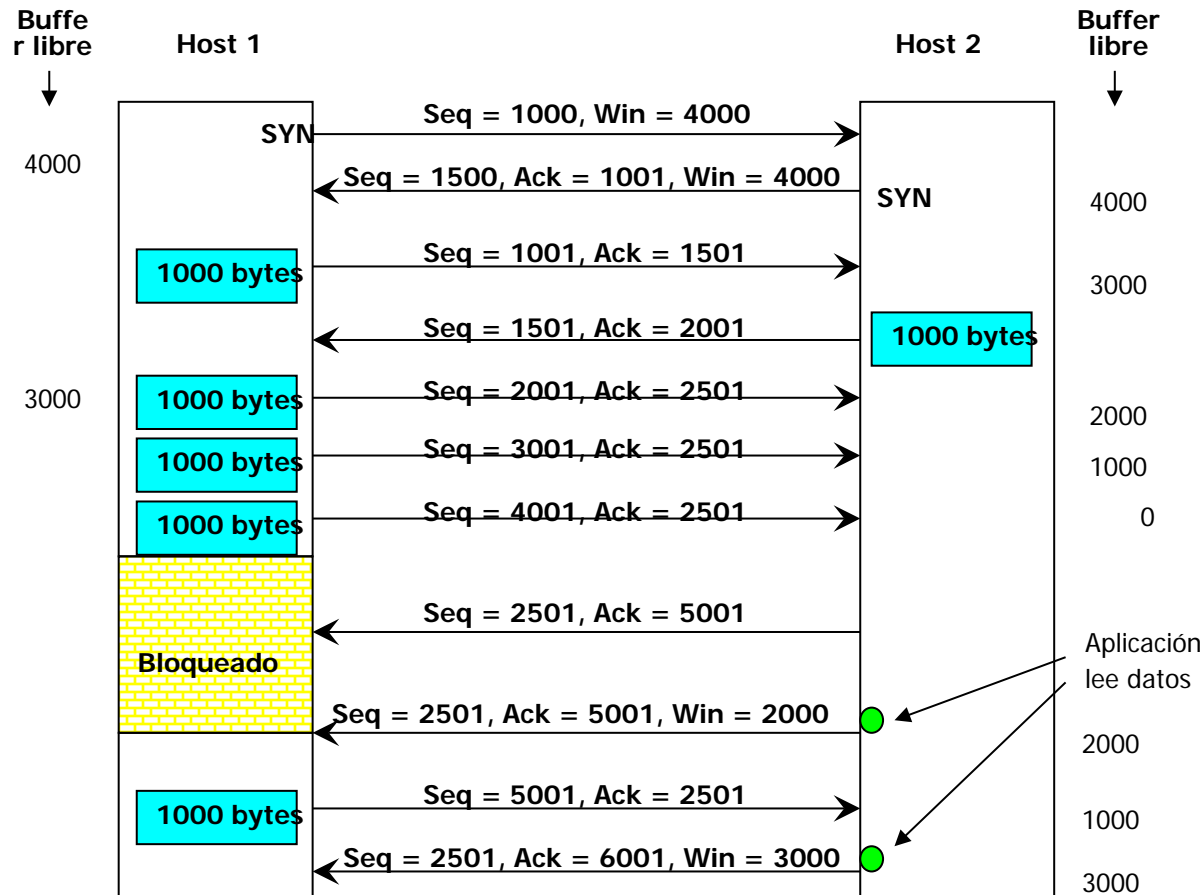 Buffe
r libre
Host 1
Host 2
Buffer
libre
SYN
Seq = 1000, Win = 4000
4000
Seq = 1500, Ack = 1001, Win = 4000
SYN
4000
1000 bytes
Seq = 1001, Ack = 1501
3000
Seq = 1501, Ack = 2001
1000 bytes
3000
1000 bytes
Seq = 2001, Ack = 2501
2000
1000 bytes
Seq = 3001, Ack = 2501
1000
1000 bytes
Seq = 4001, Ack = 2501
0
Seq = 2501, Ack = 5001
Bloqueado
Aplicación
lee datos
Seq = 2501, Ack = 5001, Win = 2000
2000
1000 bytes
Seq = 5001, Ack = 2501
1000
Seq = 2501, Ack = 6001, Win = 3000
3000